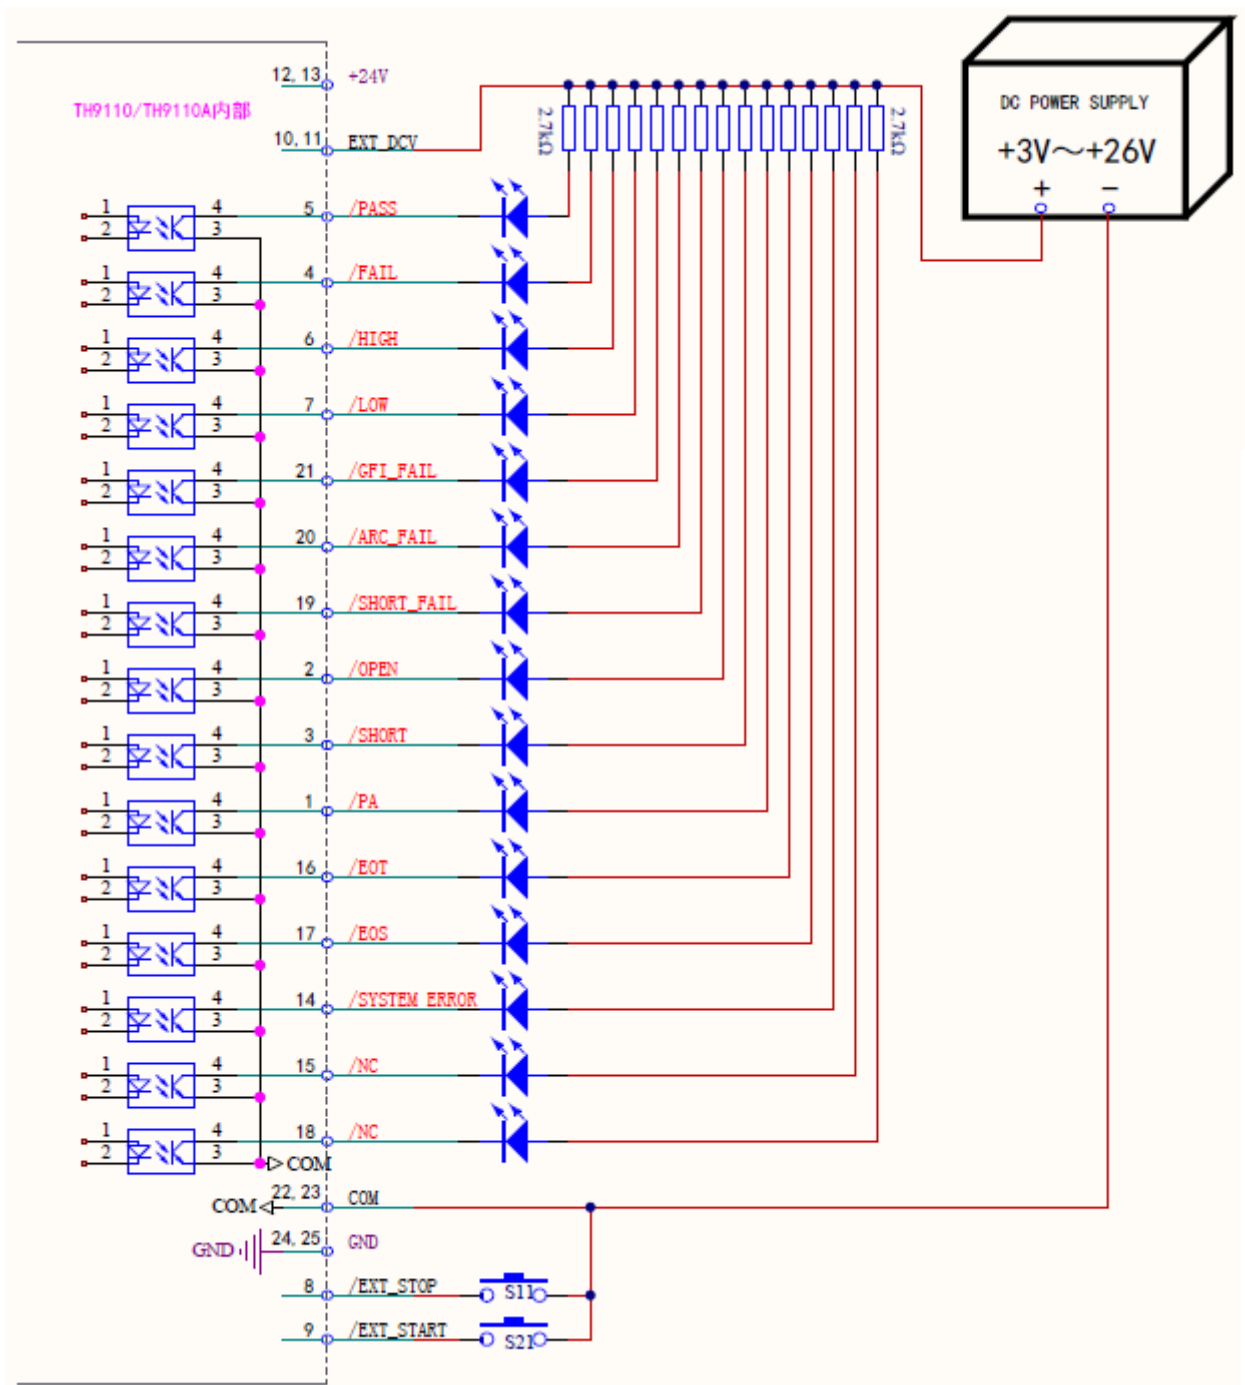 12, 13 +24V
TH9110/TH9110A内部
DC POWER SUPPLY
+3V～+26V
+ −
10, 11 EXT_DCV
2.7kΩ
2.7kΩ
1 4 5 /PASS
2 3
1 4 4 /FAIL
2 3
1 4 6 /HIGH
2 3
1 4 7 /LOW
2 3
1 4 21 /GFI_FAIL
2 3
1 4 20 /ARC_FAIL
2 3
1 4 19 /SHORT_FAIL
2 3
1 4 2 /OPEN
2 3
1 4 3 /SHORT
2 3
1 4 1 /PA
2 3
1 4 16 /EOT
2 3
1 4 17 /EOS
2 3
1 4 14 /SYSTEM ERROR
2 3
1 4 15 /NC
2 3
1 4 18 /NC
2 3 COM
COM 22, 23 COM
GND 24, 25 GND
8 /EXT_STOP S11
9 /EXT_START S21